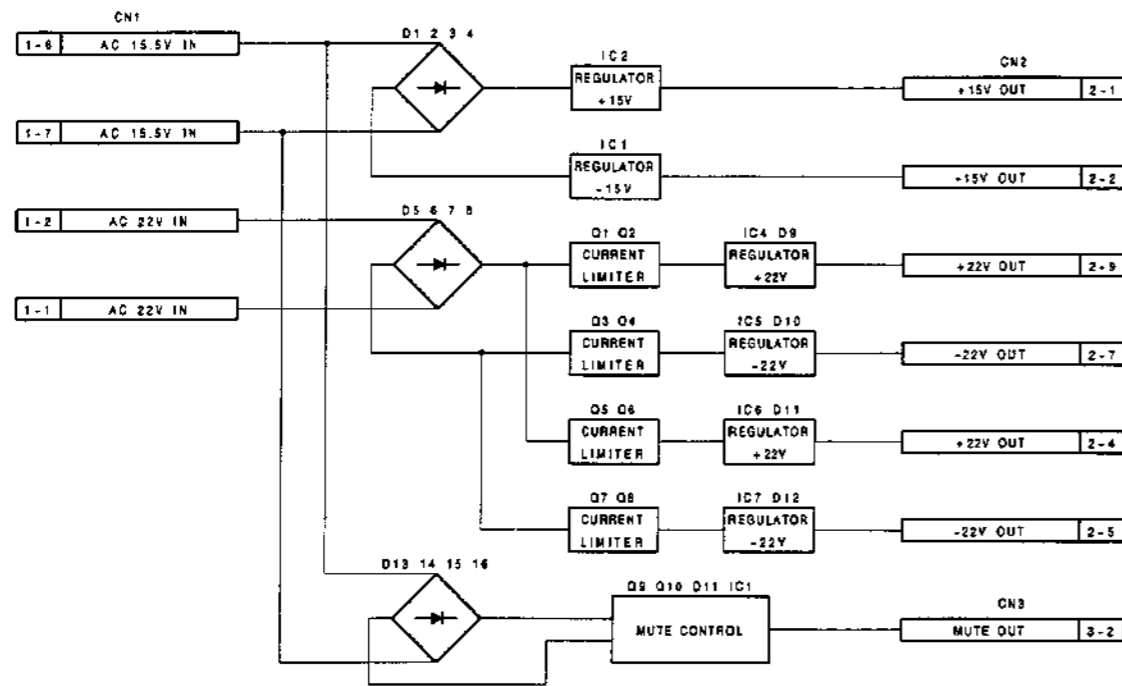 CN1
D1 2 3 4
1-6 AC 15.5V IN
IC2
REGULATOR
+15V
CN2
+15V OUT 2-1
1-7 AC 15.5V IN
IC1
REGULATOR
-15V
+15V OUT 2-2
1-2 AC 22V IN
D5 6 7 8
Q1 Q2
CURRENT
LIMITER
IC4 D9
REGULATOR
+22V
+22V OUT 2-9
1-1 AC 22V IN
Q3 Q4
CURRENT
LIMITER
IC5 D10
REGULATOR
-22V
-22V OUT 2-7
Q5 Q6
CURRENT
LIMITER
IC6 D11
REGULATOR
+22V
+22V OUT 2-4
Q7 Q8
CURRENT
LIMITER
IC7 D12
REGULATOR
-22V
-22V OUT 2-5
D13 14 15 16
Q9 Q10 D11 IC1
MUTE CONTROL
CN3
MUTE OUT 3-2